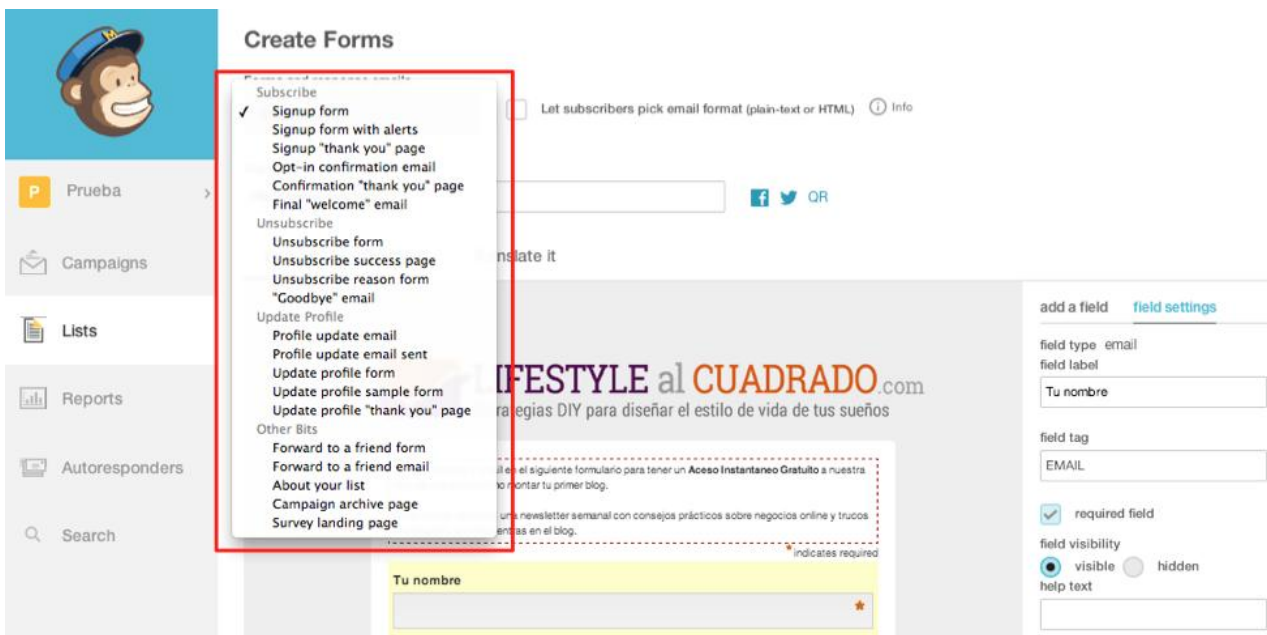 Create Forms
Subscribe
✓ Signup form
Signup form with alerts
Signup "thank you" page
Opt-in confirmation email
Confirmation "thank you" page
Final "welcome" email
Unsubscribe
Unsubscribe form
Unsubscribe success page
Unsubscribe reason form
"Goodbye" email
Update Profile
Profile update email
Profile update email sent
Update profile form
Update profile sample form
Update profile "thank you" page
Other Bits
Forward to a friend form
Forward to a friend email
About your list
Campaign archive page
Survey landing page
Let subscribers pick email format (plain-text or HTML) Info
QR
it
P Prueba
Campaigns
Lists
Reports
Autoresponders
Search
LIFESTYLE al CUADRADO.com
DIY para diseñar el estilo de vida de tus sueños
en el siguiente formulario para tener un Aceso Instantaneo Gratuito a nuestra
montar tu primer blog.
una newsletter semanal con consejos prácticos sobre negocios online y trucos
en el blog.
*indicates required
Tu nombre
add a field field settings
field type email
field label
Tu nombre
field tag
EMAIL
required field
field visibility
visible hidden
help text